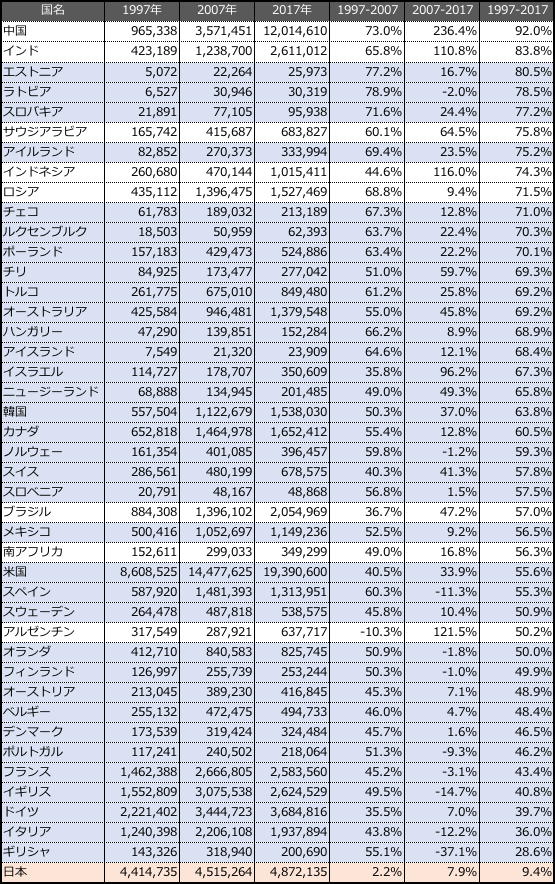 国名 1997年 2007年 2017年 1997-2007 2007-2017 1997-2017
中国 965,338 3,571,451 12,014,610 73.0% 236.4% 92.0%
インド 423,189 1,238,700 2,611,012 65.8% 110.8% 83.8%
エストニア 5,072 22,264 25,973 77.2% 16.7% 80.5%
ラトビア 6,527 30,946 30,319 78.9% -2.0% 78.5%
スロバキア 21,891 77,105 95,938 71.6% 24.4% 77.2%
サウジアラビア 165,742 415,687 683,827 60.1% 64.5% 75.8%
アイルランド 82,852 270,373 333,994 69.4% 23.5% 75.2%
インドネシア 260,680 470,144 1,015,411 44.6% 116.0% 74.3%
ロシア 435,112 1,396,475 1,527,469 68.8% 9.4% 71.5%
チェコ 61,783 189,032 213,189 67.3% 12.8% 71.0%
ルクセンブルク 18,503 50,959 62,393 63.7% 22.4% 70.3%
ポーランド 157,183 429,473 524,886 63.4% 22.2% 70.1%
チリ 84,925 173,477 277,042 51.0% 59.7% 69.3%
トルコ 261,775 675,010 849,480 61.2% 25.8% 69.2%
オーストラリア 425,584 946,481 1,379,548 55.0% 45.8% 69.2%
ハンガリー 47,290 139,851 152,284 66.2% 8.9% 68.9%
アイスランド 7,549 21,320 23,909 64.6% 12.1% 68.4%
イスラエル 114,727 178,707 350,609 35.8% 96.2% 67.3%
ニュージーランド 68,888 134,945 201,485 49.0% 49.3% 65.8%
韓国 557,504 1,122,679 1,538,030 50.3% 37.0% 63.8%
カナダ 652,818 1,464,978 1,652,412 55.4% 12.8% 60.5%
ノルウェー 161,354 401,085 396,457 59.8% -1.2% 59.3%
スイス 286,561 480,199 678,575 40.3% 41.3% 57.8%
スロベニア 20,791 48,167 48,868 56.8% 1.5% 57.5%
ブラジル 884,308 1,396,102 2,054,969 36.7% 47.2% 57.0%
メキシコ 500,416 1,052,697 1,149,236 52.5% 9.2% 56.5%
南アフリカ 152,611 299,033 349,299 49.0% 16.8% 56.3%
米国 8,608,525 14,477,625 19,390,600 40.5% 33.9% 55.6%
スペイン 587,920 1,481,393 1,313,951 60.3% -11.3% 55.3%
スウェーデン 264,478 487,818 538,575 45.8% 10.4% 50.9%
アルゼンチン 317,549 287,921 637,717 -10.3% 121.5% 50.2%
オランダ 412,710 840,583 825,745 50.9% -1.8% 50.0%
フィンランド 126,997 255,739 253,244 50.3% -1.0% 49.9%
オーストリア 213,045 389,230 416,845 45.3% 7.1% 48.9%
ベルギー 255,132 472,475 494,733 46.0% 4.7% 48.4%
デンマーク 173,539 319,424 324,484 45.7% 1.6% 46.5%
ポルトガル 117,241 240,502 218,064 51.3% -9.3% 46.2%
フランス 1,462,388 2,666,805 2,583,560 45.2% -3.1% 43.4%
イギリス 1,552,809 3,075,538 2,624,529 49.5% -14.7% 40.8%
ドイツ 2,221,402 3,444,723 3,684,816 35.5% 7.0% 39.7%
イタリア 1,240,398 2,206,108 1,937,894 43.8% -12.2% 36.0%
ギリシャ 143,326 318,940 200,690 55.1% -37.1% 28.6%
日本 4,414,735 4,515,264 4,872,135 2.2% 7.9% 9.4%